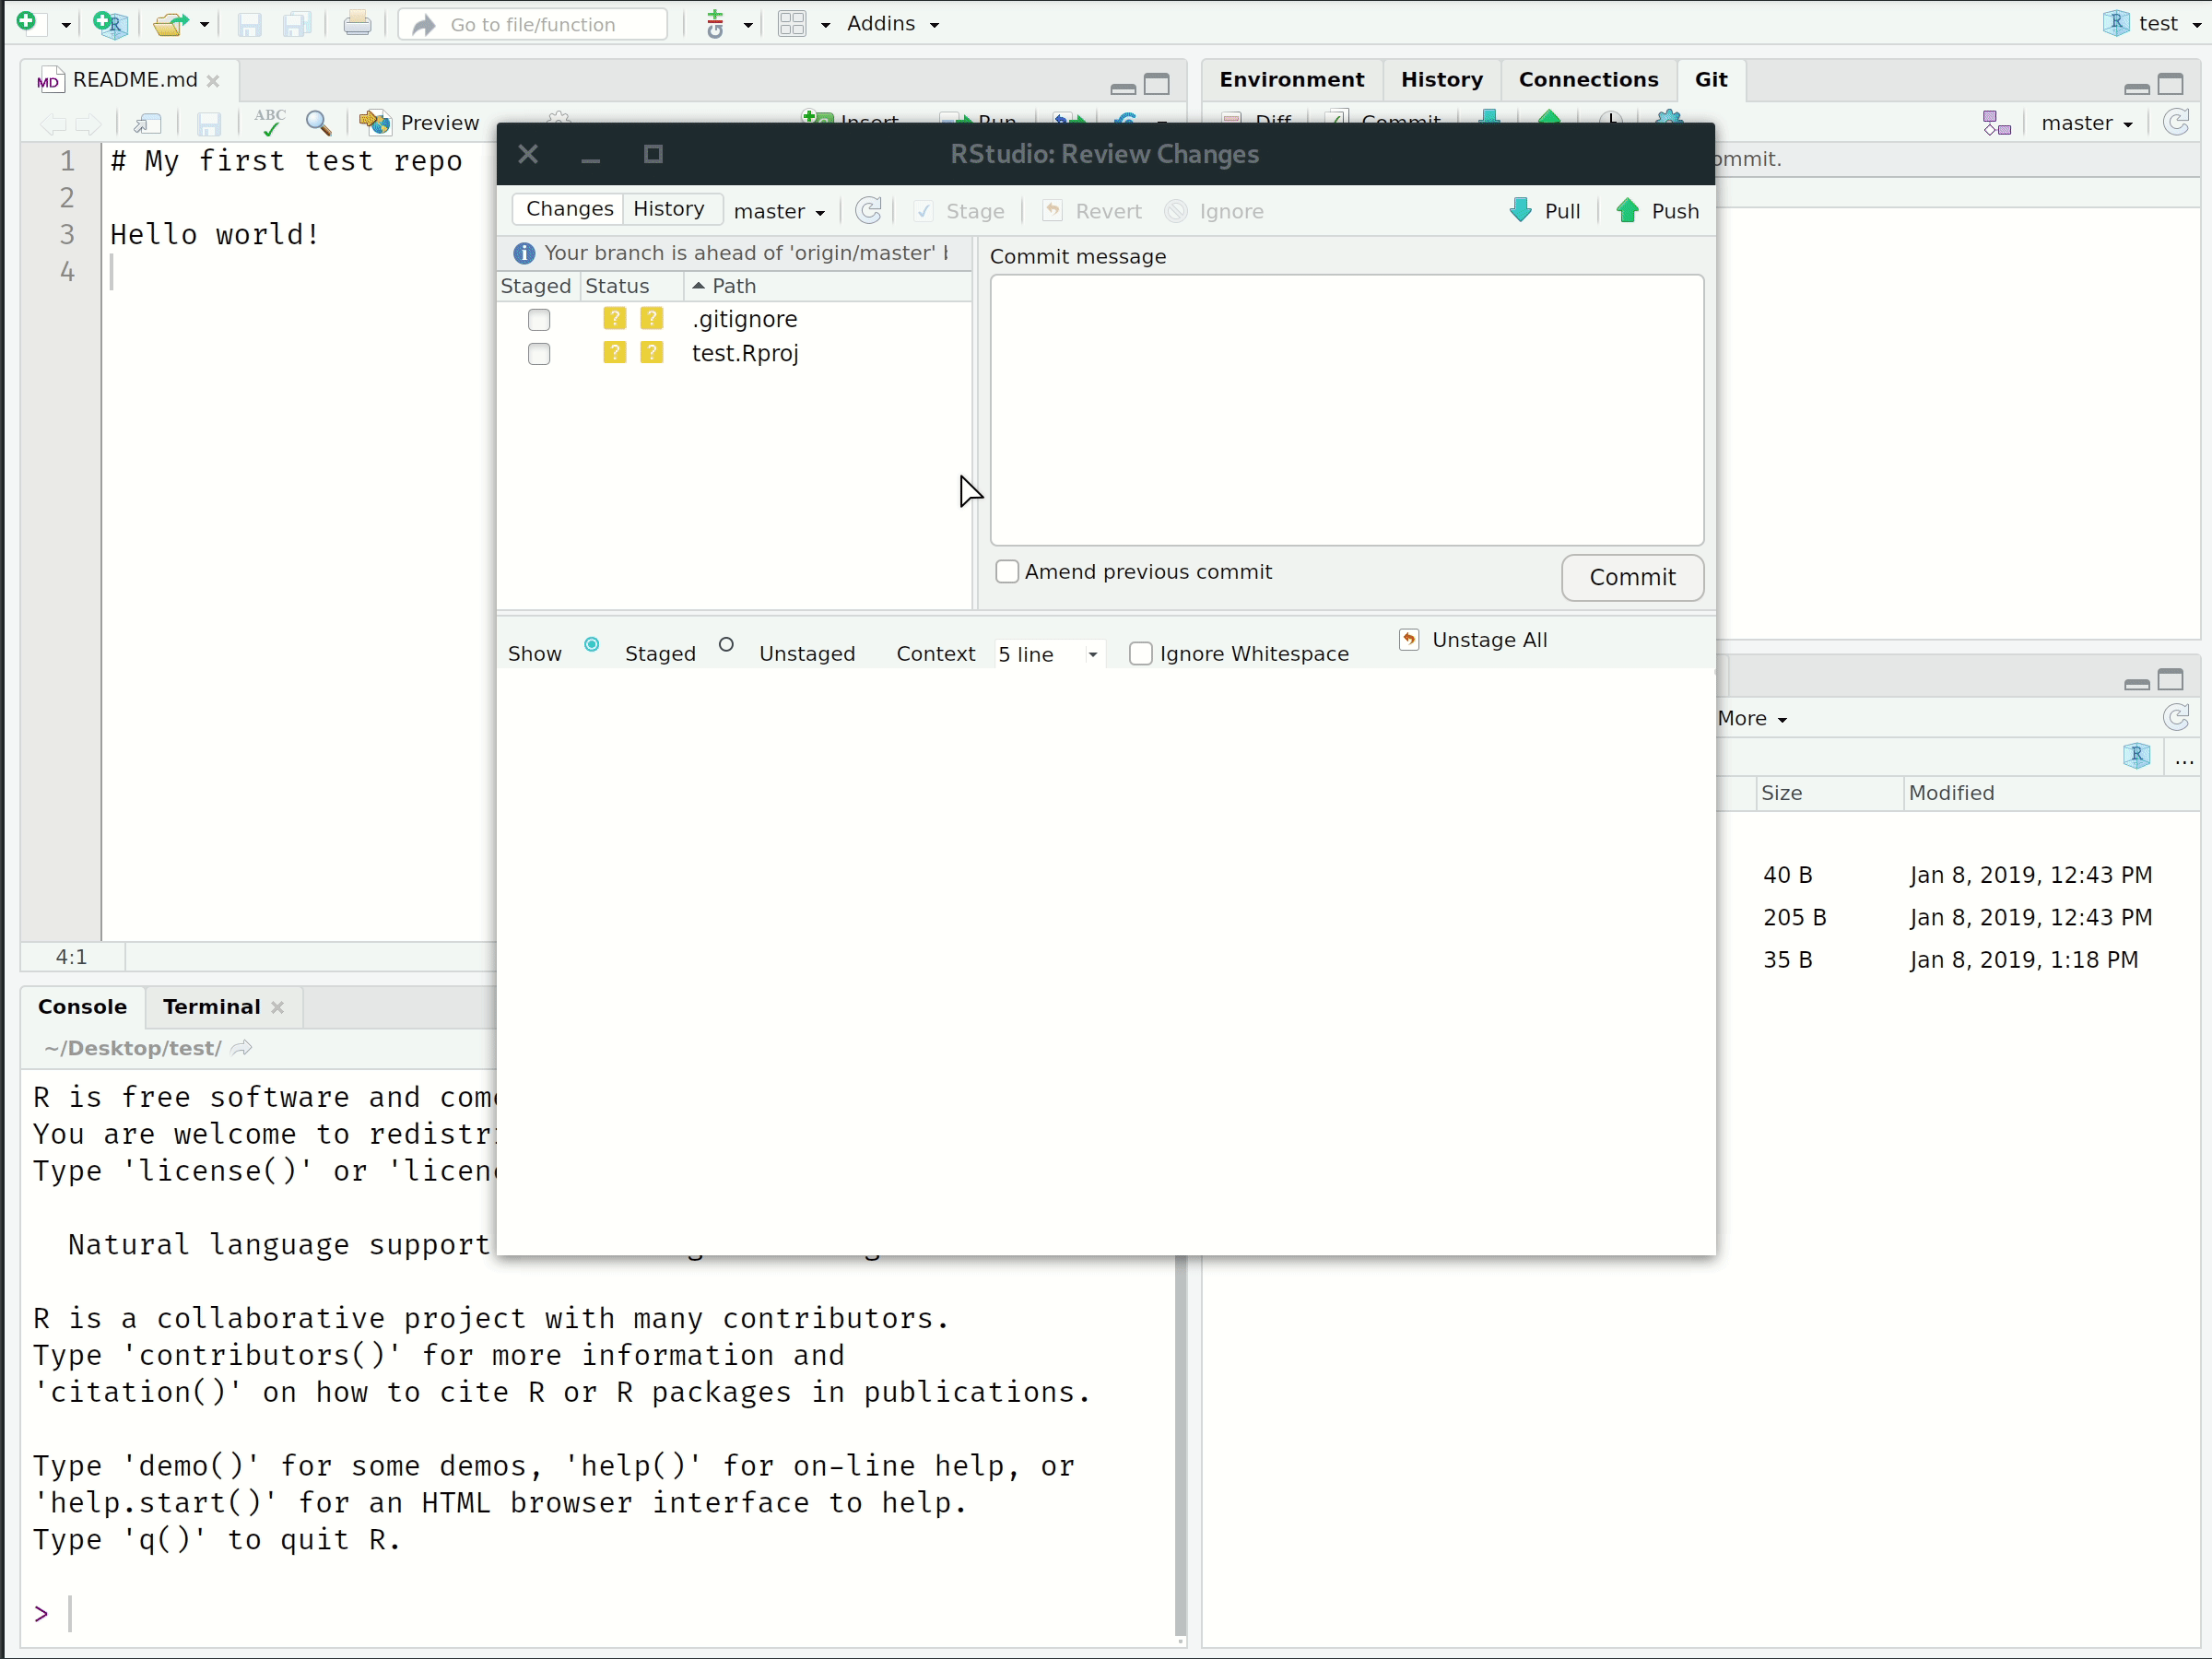 Go to file/function
Addins
test
MD README.md
ABC
Preview
Insert
Run
1 # My first test repo
2
3 Hello world!
4
4:1
Environment History Connections Git
Diff Commit
master
ommit.
RStudio: Review Changes
Changes History master Stage Revert Ignore Pull Push
Your branch is ahead of 'origin/master'
Staged Status Path
? ? .gitignore
? ? test.Rproj
Commit message
Amend previous commit
Commit
Show Staged Unstaged Context 5 line Ignore Whitespace Unstage All
More
R ...
Size Modified
40 B Jan 8, 2019, 12:43 PM
205 B Jan 8, 2019, 12:43 PM
35 B Jan 8, 2019, 1:18 PM
Console Terminal
~/Desktop/test/
R is free software and com
You are welcome to redistr
Type 'license()' or 'licen
Natural language support
R is a collaborative project with many contributors.
Type 'contributors()' for more information and
'citation()' on how to cite R or R packages in publications.
Type 'demo()' for some demos, 'help()' for on-line help, or
'help.start()' for an HTML browser interface to help.
Type 'q()' to quit R.
>